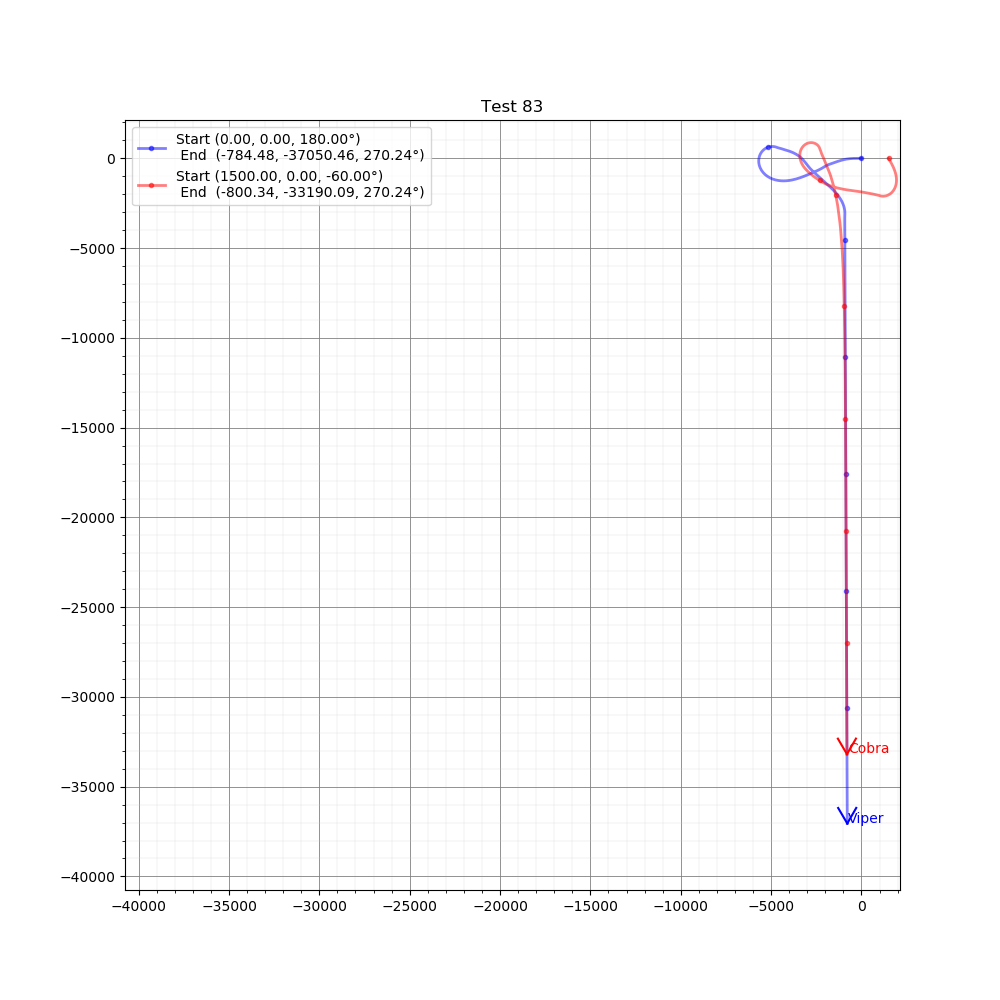 Test 83
Start (0.00, 0.00, 180.00°)
End  (-784.48, -37050.46, 270.24°)
Start (1500.00, 0.00, -60.00°)
End  (-800.34, -33190.09, 270.24°)
0
−5000
−10000
−15000
−20000
−25000
−30000
−35000
−40000
Cobra
Viper
−40000 −35000 −30000 −25000 −20000 −15000 −10000 −5000 0